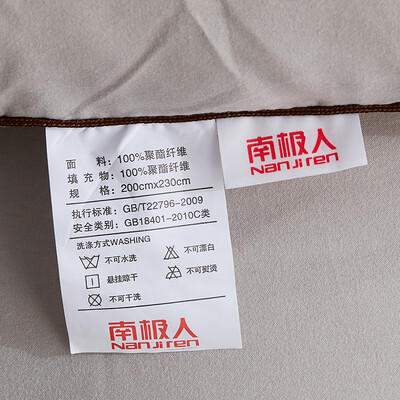 面 料：100%聚酯纤维
填 充 物：100%聚酯纤维
规 格：200cmx230cm
执行标准：GB/T22796-2009
安全类别：GB18401-2010C类
洗涤方式WASHING
不可水洗 不可漂白
悬挂晾干 不可熨烫
不可干洗
南极人
Nanjiren
南极人
Nanjiren